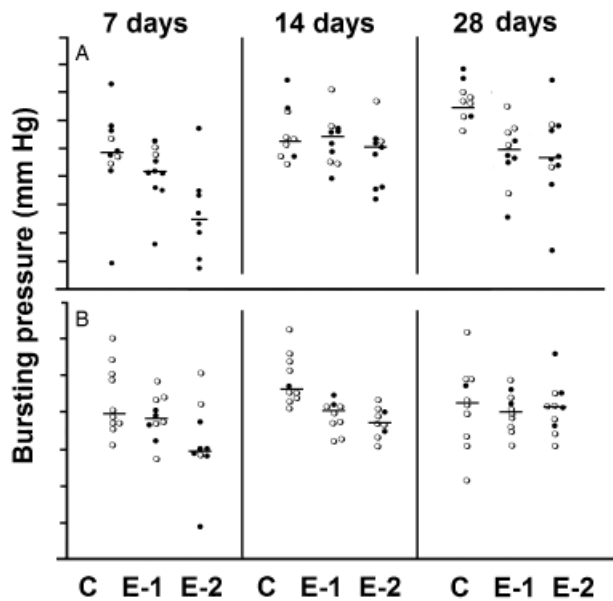 7 days 14 days 28 days
A
Bursting pressure (mm Hg)
B
C E-1 E-2 C E-1 E-2 C E-1 E-2